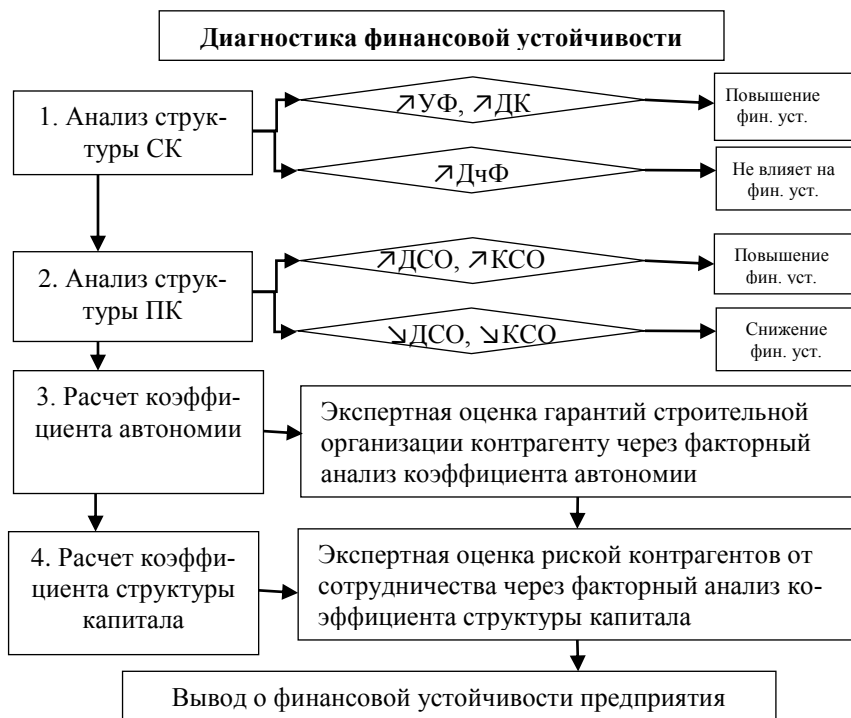 Диагностика финансовой устойчивости
1. Анализ струк-
туры СК
↗УФ, ↗ДК
Повышение
фин. уст.
↗ДчФ
Не влияет на
фин. уст.
2. Анализ струк-
туры ПК
↗ДСО, ↗КСО
Повышение
фин. уст.
↘ДСО, ↘КСО
Снижение
фин. уст.
3. Расчет коэффи-
циента автономии
Экспертная оценка гарантий строительной
организации контрагенту через факторный
анализ коэффициента автономии
4. Расчет коэффи-
циента структуры
капитала
Экспертная оценка риской контрагентов от
сотрудничества через факторный анализ ко-
эффициента структуры капитала
Вывод о финансовой устойчивости предприятия